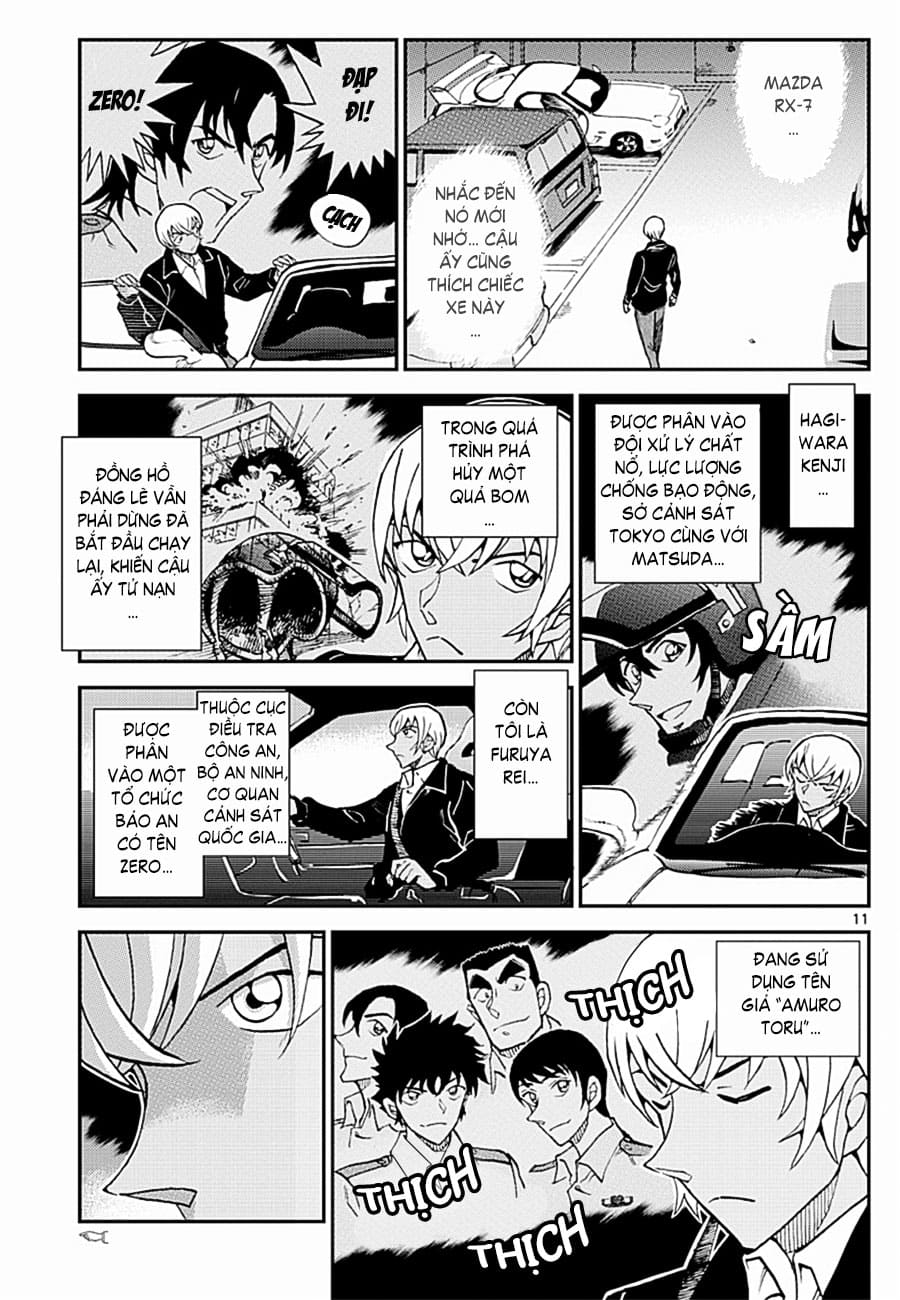 MAZDA
RX-7
...
NHẮC ĐẾN
NÓ MỚI
NHỚ... CẬU
ẤY CŨNG
THÍCH CHIẾC
XE NÀY
...
ĐẠP
ĐI!
ZERO!
CẠCH
HAGI-
WARA
KENJI
...
ĐƯỢC PHÂN VÀO
ĐỘI XỬ LÝ CHẤT
NỔ, LỰC LƯỢNG
CHỐNG BẠO ĐỘNG,
SỞ CẢNH SÁT
TOKYO CÙNG VỚI
MATSUDA...
SẦM
TRONG QUÁ
TRÌNH PHÁ
HỦY MỘT
QUẢ BOM
...
ĐỒNG HỒ
ĐÁNG LẼ VẪN
PHẢI DỪNG ĐÃ
BẮT ĐẦU CHẠY
LẠI, KHIẾN CẬU
ẤY TỬ NẠN
...
CÒN
TÔI LÀ
FURUYA
REI...
THUỘC CỤC
ĐIỀU TRA
CÔNG AN,
BỘ AN NINH,
CƠ QUAN
CẢNH SÁT
QUỐC GIA...
ĐƯỢC
PHÂN
VÀO MỘT
TỔ CHỨC
BẢO AN
CÓ TÊN
ZERO...
11
ĐANG SỬ
DỤNG TÊN
GIẢ "AMURO
TORU"...
THỊCH
THỊCH
THỊCH
THỊCH